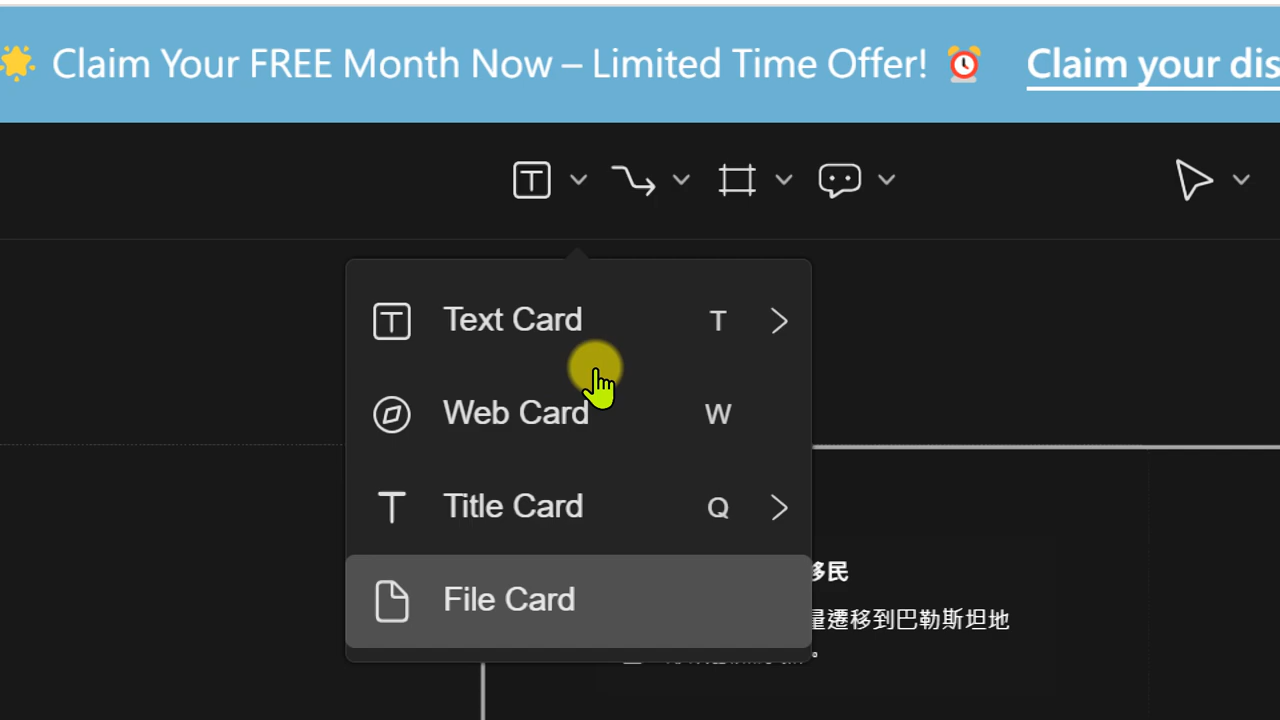 Claim Your FREE Month Now – Limited Time Offer! Claim your dis
Text Card T
Web Card W
Title Card Q
File Card
移民
量遷移到巴勒斯坦地